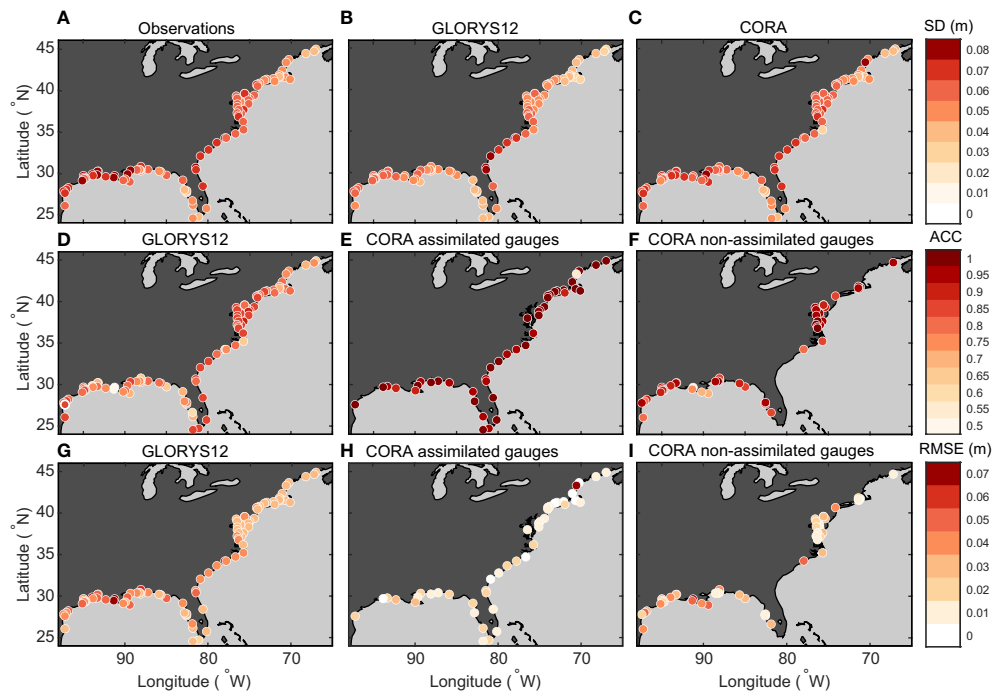 A Observations
B GLORYS12
C CORA
SD (m)
45
40
35
30
25
Latitude ( °N)
0.08
0.07
0.06
0.05
0.04
0.03
0.02
0.01
0
D GLORYS12
E CORA assimilated gauges
F CORA non-assimilated gauges
ACC
45
40
35
30
25
Latitude ( °N)
1
0.95
0.9
0.85
0.8
0.75
0.7
0.65
0.6
0.55
0.5
G GLORYS12
H CORA assimilated gauges
I CORA non-assimilated gauges
RMSE (m)
45
40
35
30
25
Latitude ( °N)
0.07
0.06
0.05
0.04
0.03
0.02
0.01
0
90 80 70
90 80 70
90 80 70
Longitude ( °W)
Longitude ( °W)
Longitude ( °W)